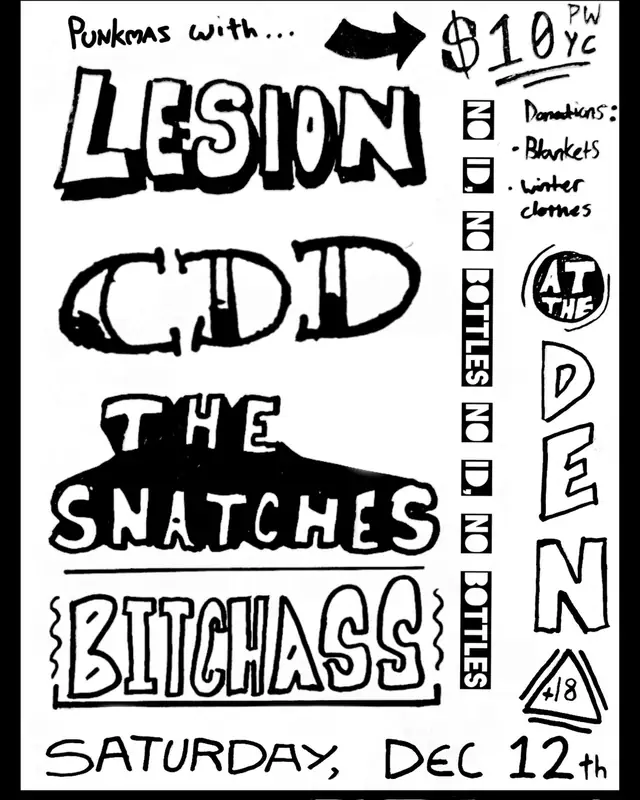 PUNKMAS with...
$10 PW
YC
LESION
CDD
THE
SNATCHES
BITCHASS
SATURDAY, DEC 12th
NO ID, NO BOTTLES NO ID, NO BOTTLES
Donations:
• Blankets
• winter
clothes
AT
THE
DEN
+18